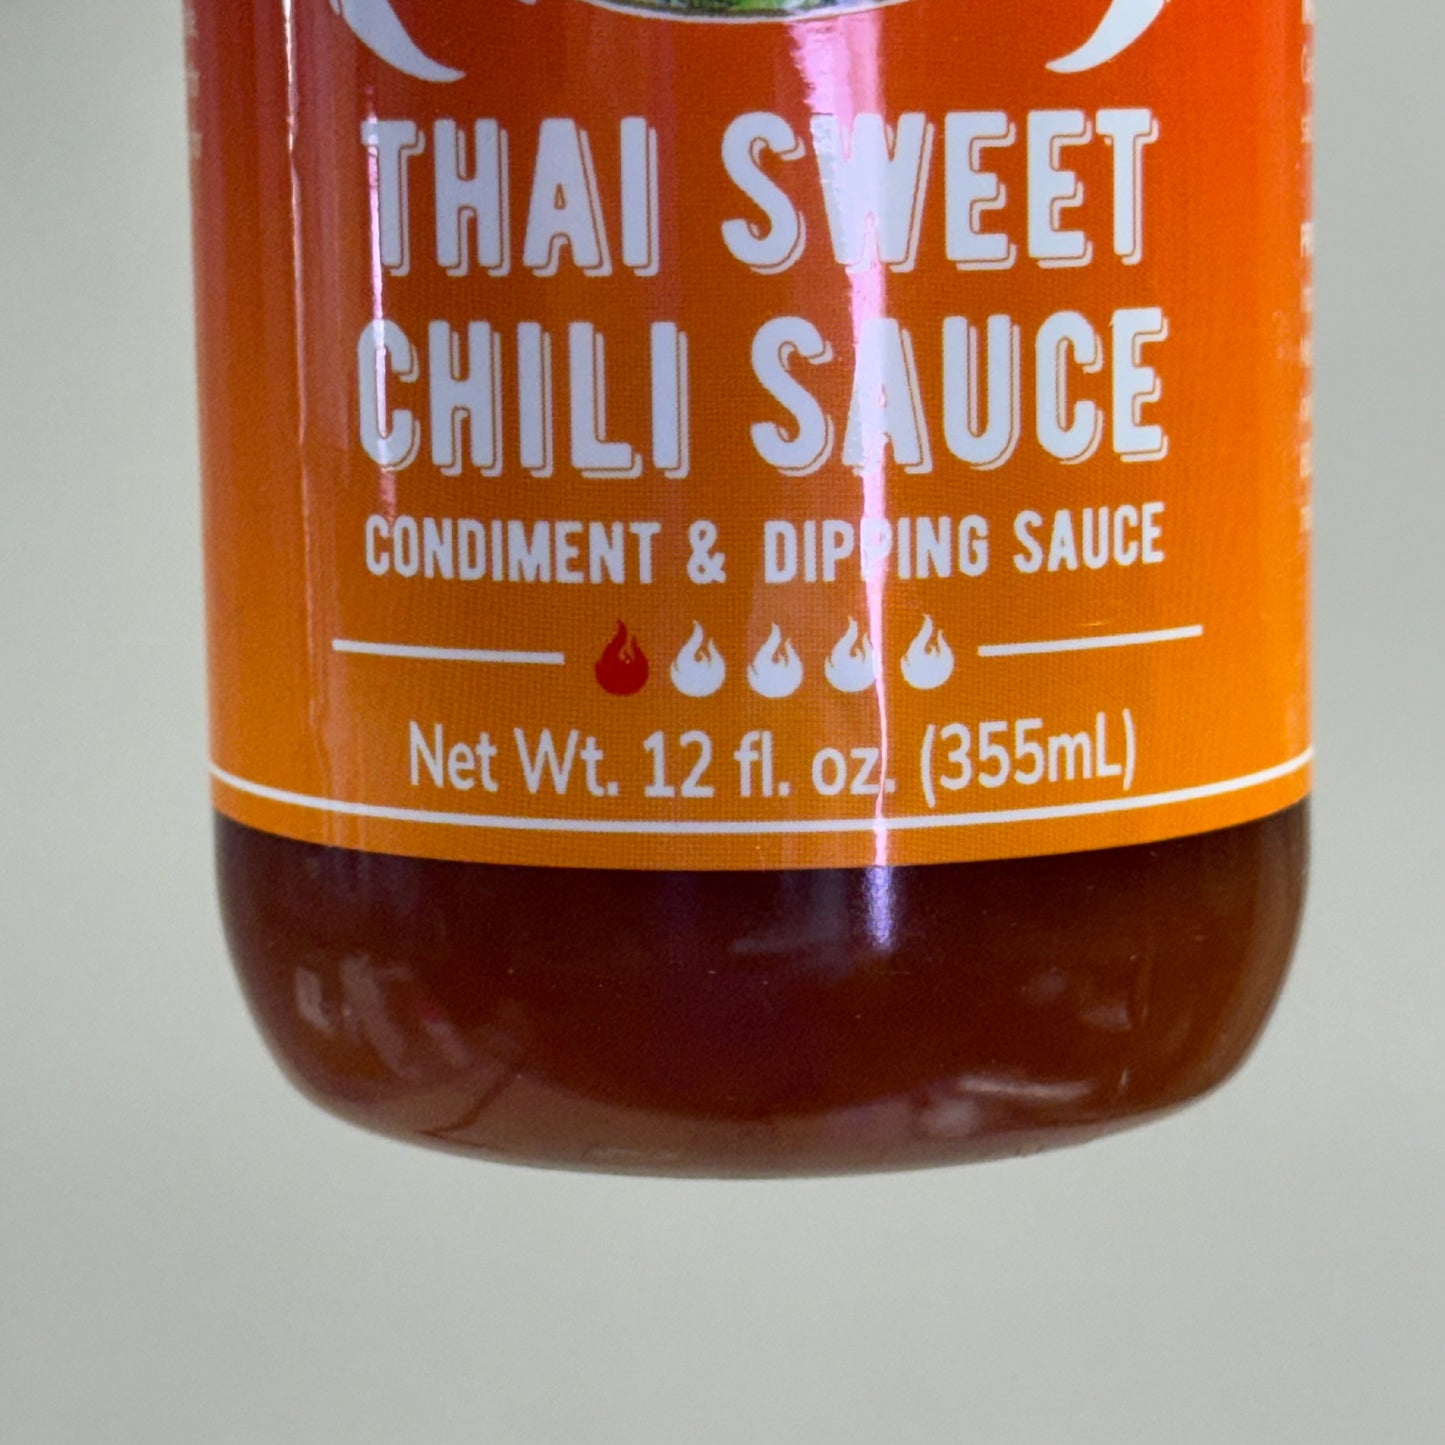 THAI SWEET
CHILI SAUCE
CONDIMENT & DIPPING SAUCE
Net Wt. 12 fl. oz. (355mL)